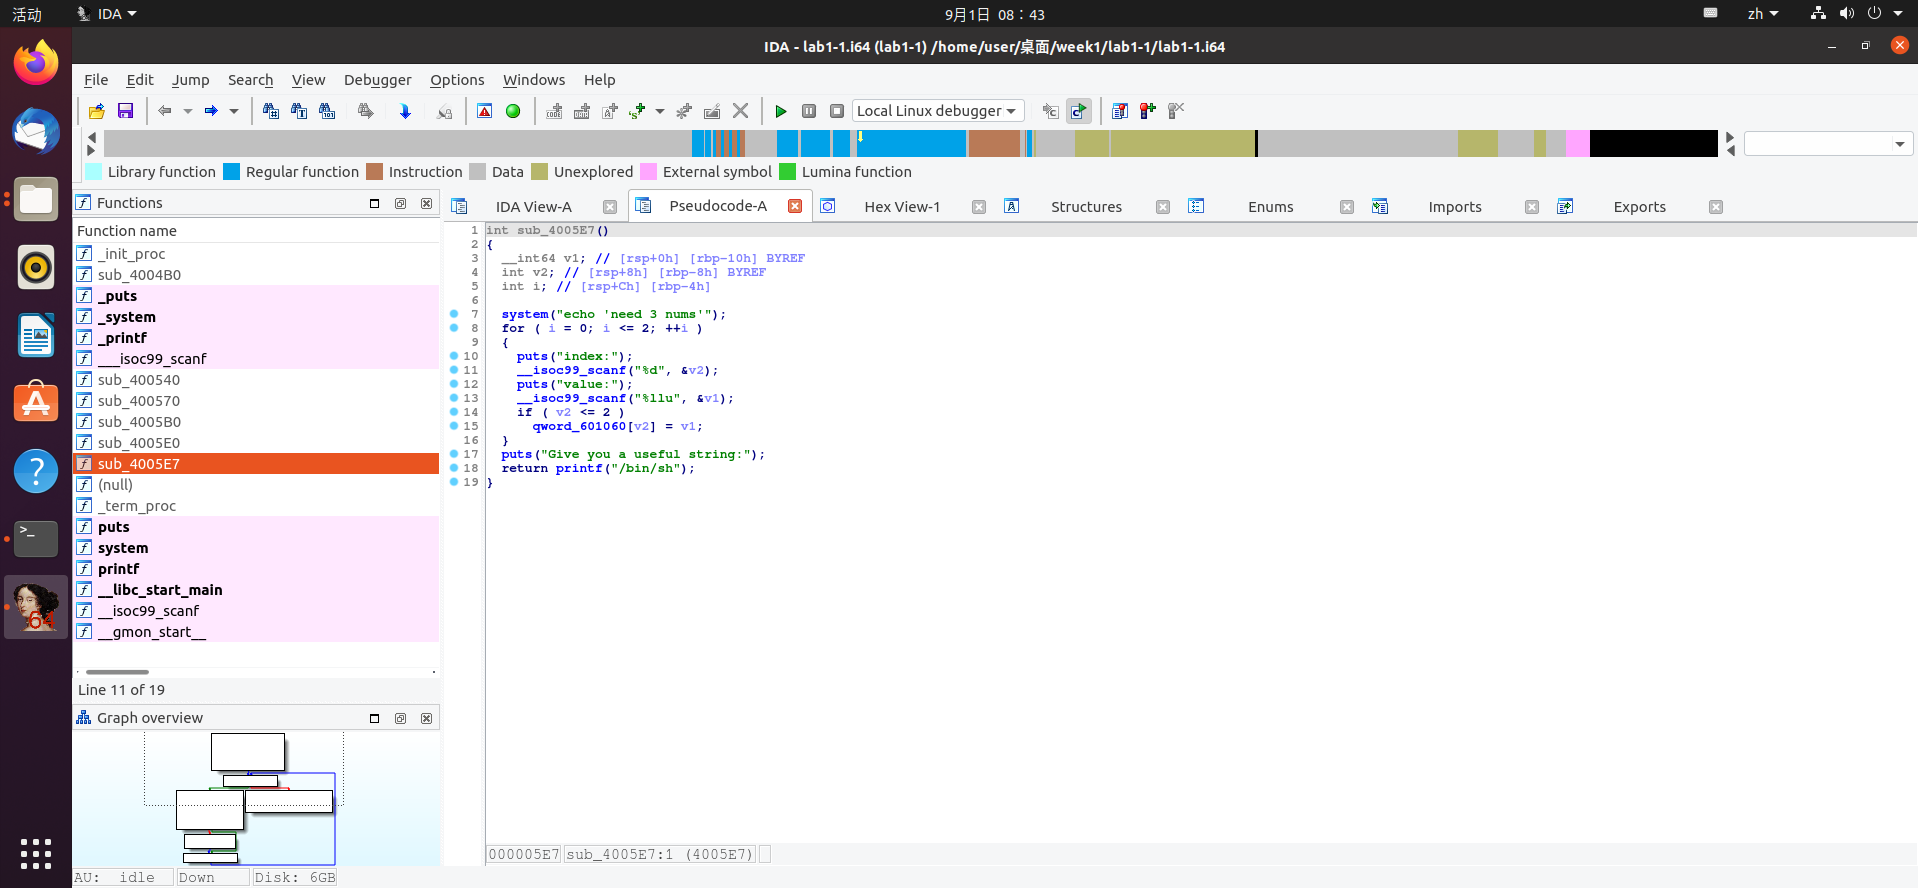 活动
IDA
9月1日 08：43
zh
IDA - lab1-1.i64 (lab1-1) /home/user/桌面/week1/lab1-1/lab1-1.i64
File Edit Jump Search View Debugger Options Windows Help
Local Linux debugger
Library function Regular function Instruction Data Unexplored External symbol Lumina function
Functions
IDA View-A Pseudocode-A Hex View-1 Structures Enums Imports Exports
Function name
_init_proc
sub_4004B0
_puts
_system
_printf
___isoc99_scanf
sub_400540
sub_400570
sub_4005B0
sub_4005E0
sub_4005E7
(null)
_term_proc
puts
system
printf
__libc_start_main
__isoc99_scanf
__gmon_start__
Line 11 of 19
Graph overview
1 int sub_4005E7()
2 {
3 __int64 v1; // [rsp+0h] [rbp-10h] BYREF
4 int v2; // [rsp+8h] [rbp-8h] BYREF
5 int i; // [rsp+Ch] [rbp-4h]
6
7 system("echo 'need 3 nums'");
8 for ( i = 0; i <= 2; ++i )
9 {
10 puts("index:");
11 __isoc99_scanf("%d", &v2);
12 puts("value:");
13 __isoc99_scanf("%llu", &v1);
14 if ( v2 <= 2 )
15 qword_601060[v2] = v1;
16 }
17 puts("Give you a useful string:");
18 return printf("/bin/sh");
19 }
000005E7 sub_4005E7:1 (4005E7)
AU: idle Down Disk: 6GB
64